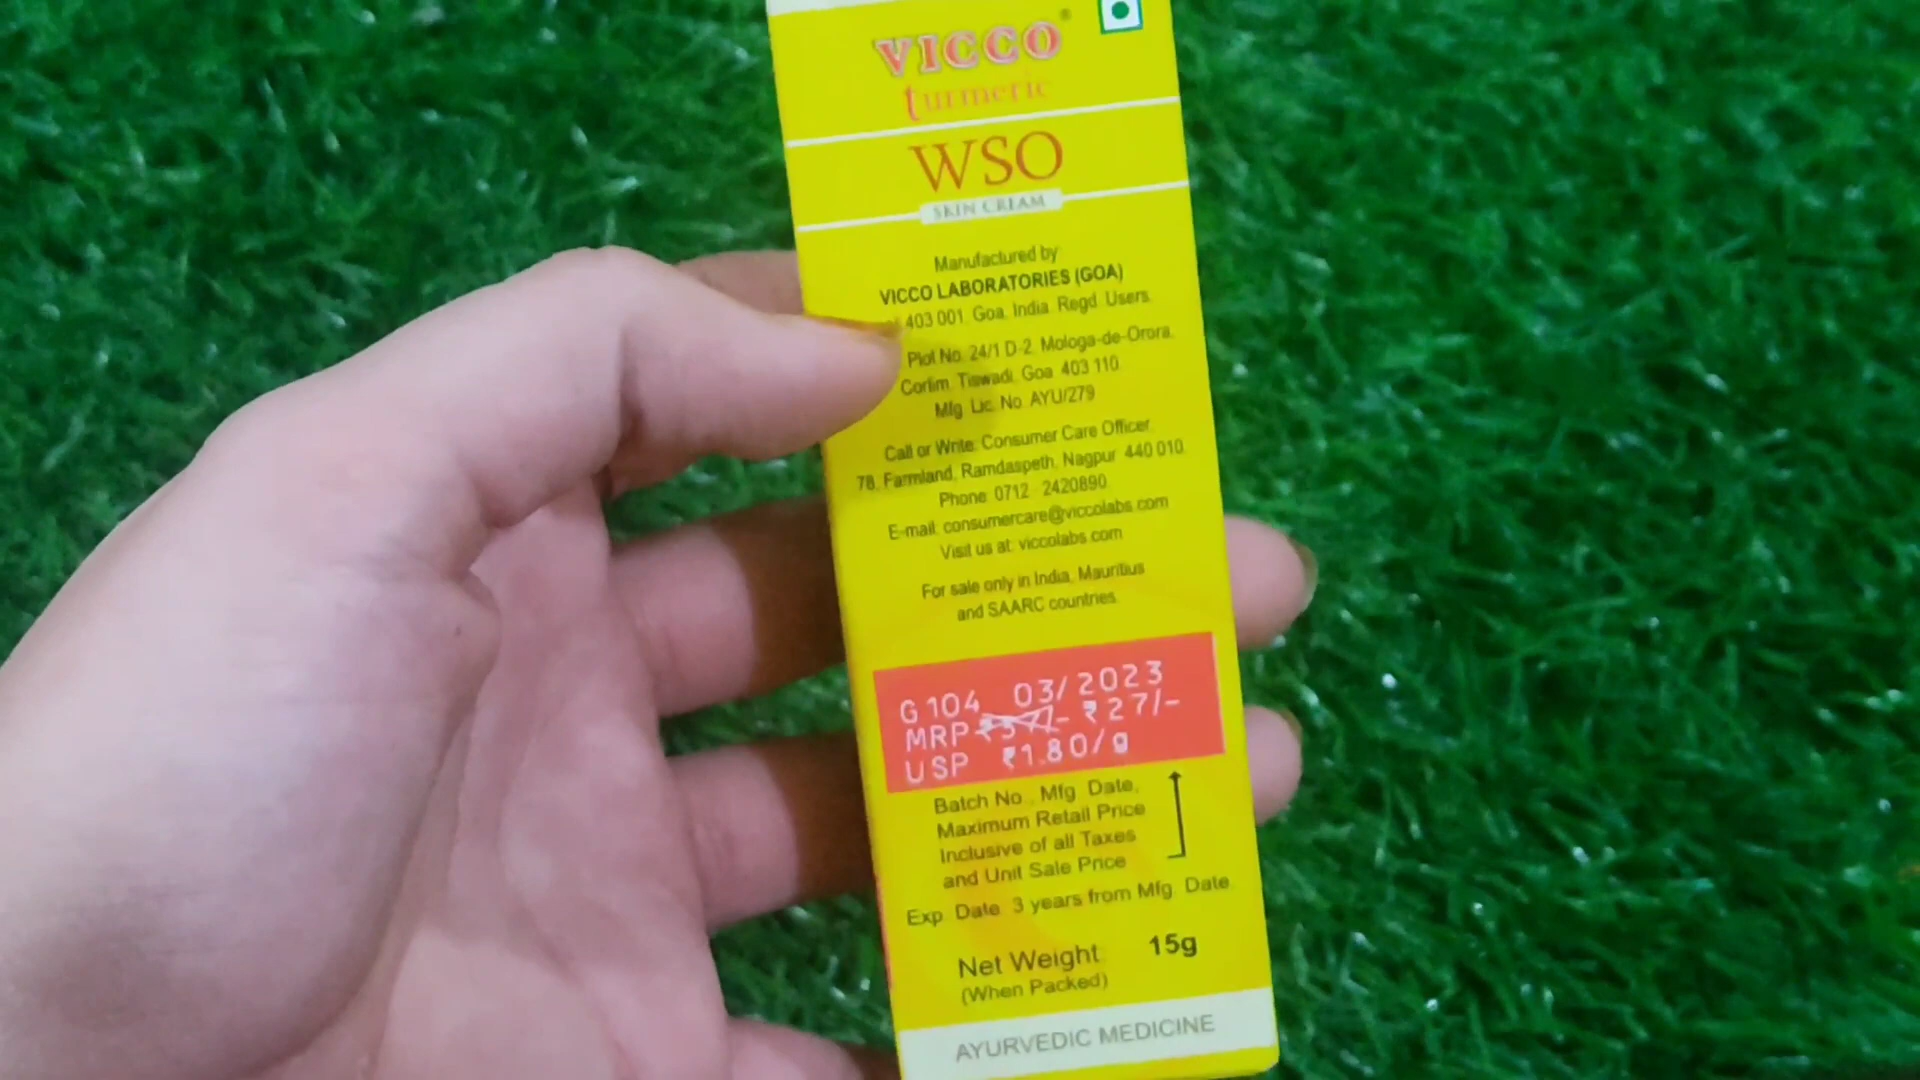 VICCO®
turmeric
WSO
SKIN CREAM
Manufactured by
VICCO LABORATORIES (GOA)
403 001, Goa, India. Regd. Users.
Plot No. 24/1 D-2, Mologa-de-Orora,
Corlim, Tiswadi, Goa 403 110.
Mfg. Lic. No. AYU/279
Call or Write: Consumer Care Officer,
78, Farmland, Ramdaspeth, Nagpur 440 010.
Phone: 0712 - 2420890.
E-mail: consumercare@viccolabs.com
Visit us at: viccolabs.com
For sale only in India, Mauritius
and SAARC countries.
G104 03/2023
MRP ₹27/-
USP ₹1.80/g
Batch No., Mfg. Date,
Maximum Retail Price
Inclusive of all Taxes
and Unit Sale Price
Exp. Date. 3 years from Mfg. Date.
Net Weight: 15g
(When Packed)
AYURVEDIC MEDICINE